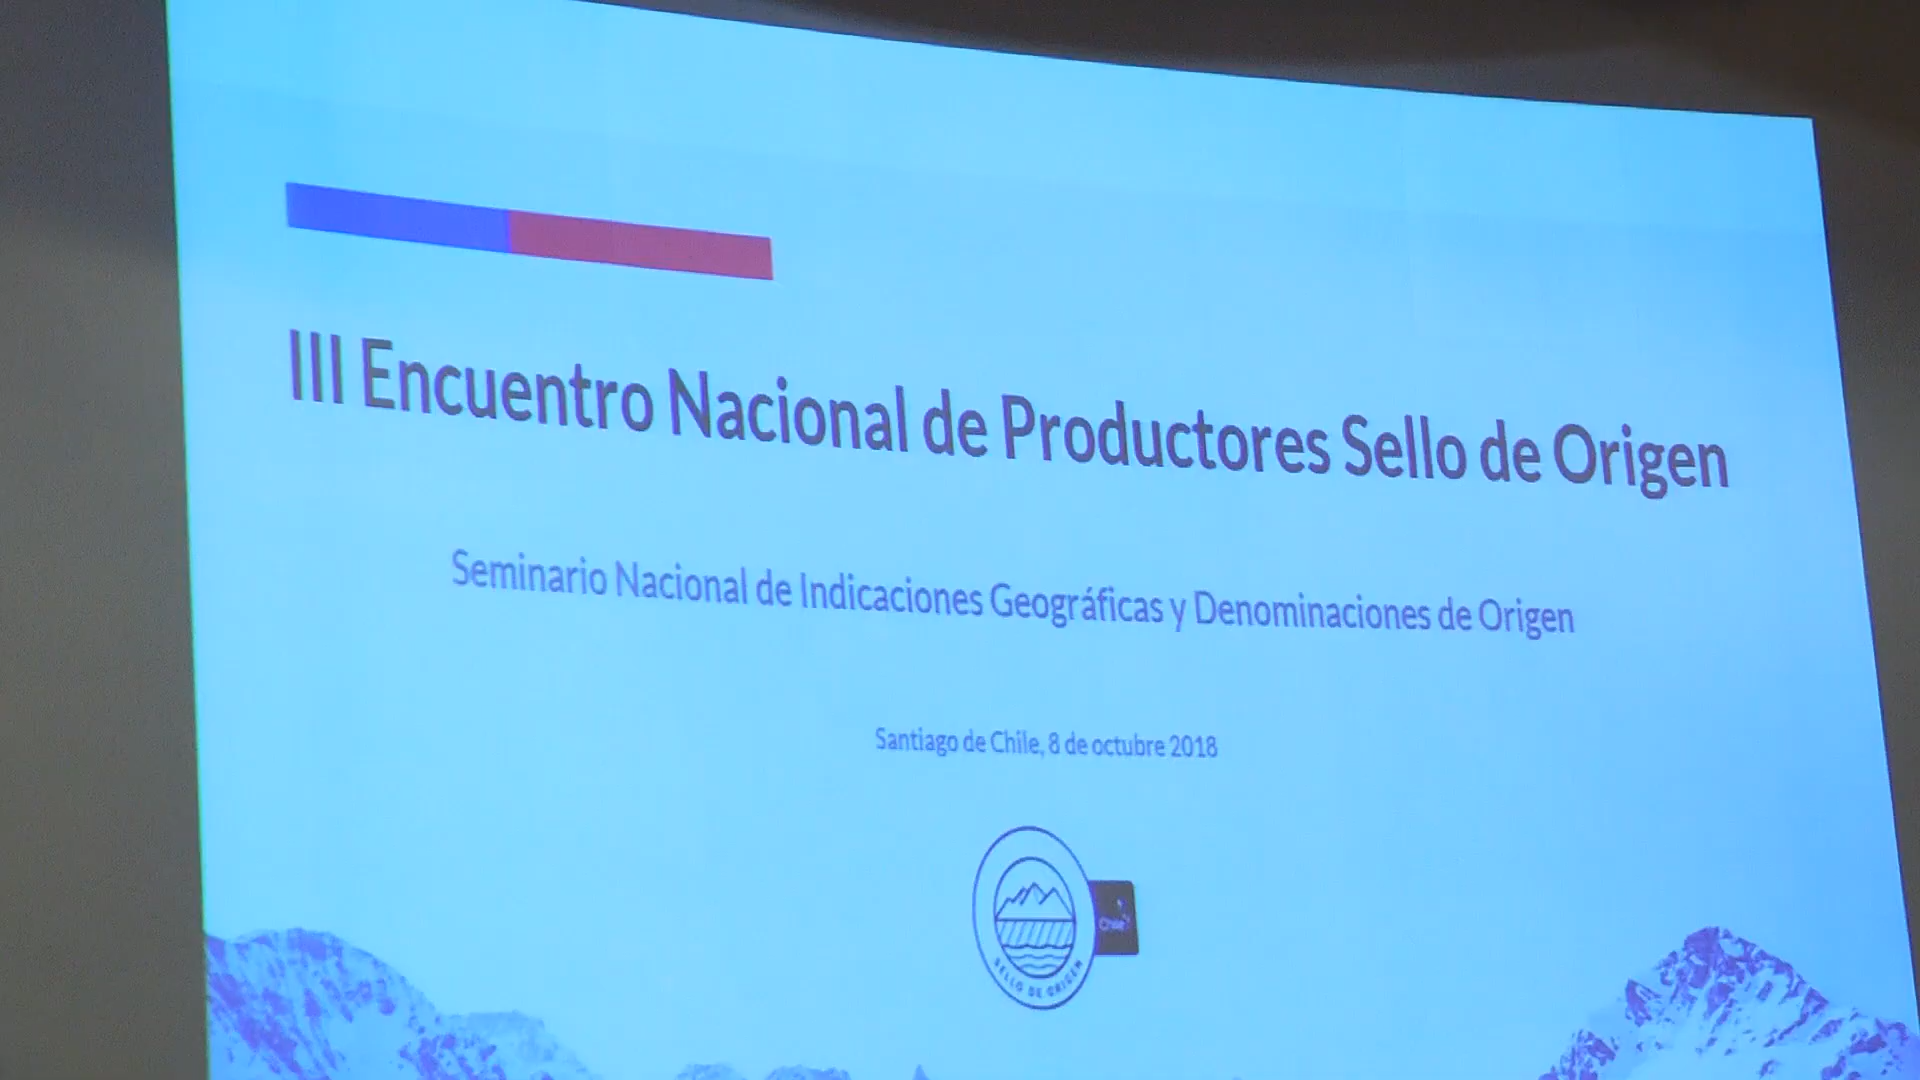 III Encuentro Nacional de Productores Sello de Origen
Seminario Nacional de Indicaciones Geográficas y Denominaciones de Origen
Santiago de Chile, 8 de octubre 2018
Chile
SELLO DE ORIGEN